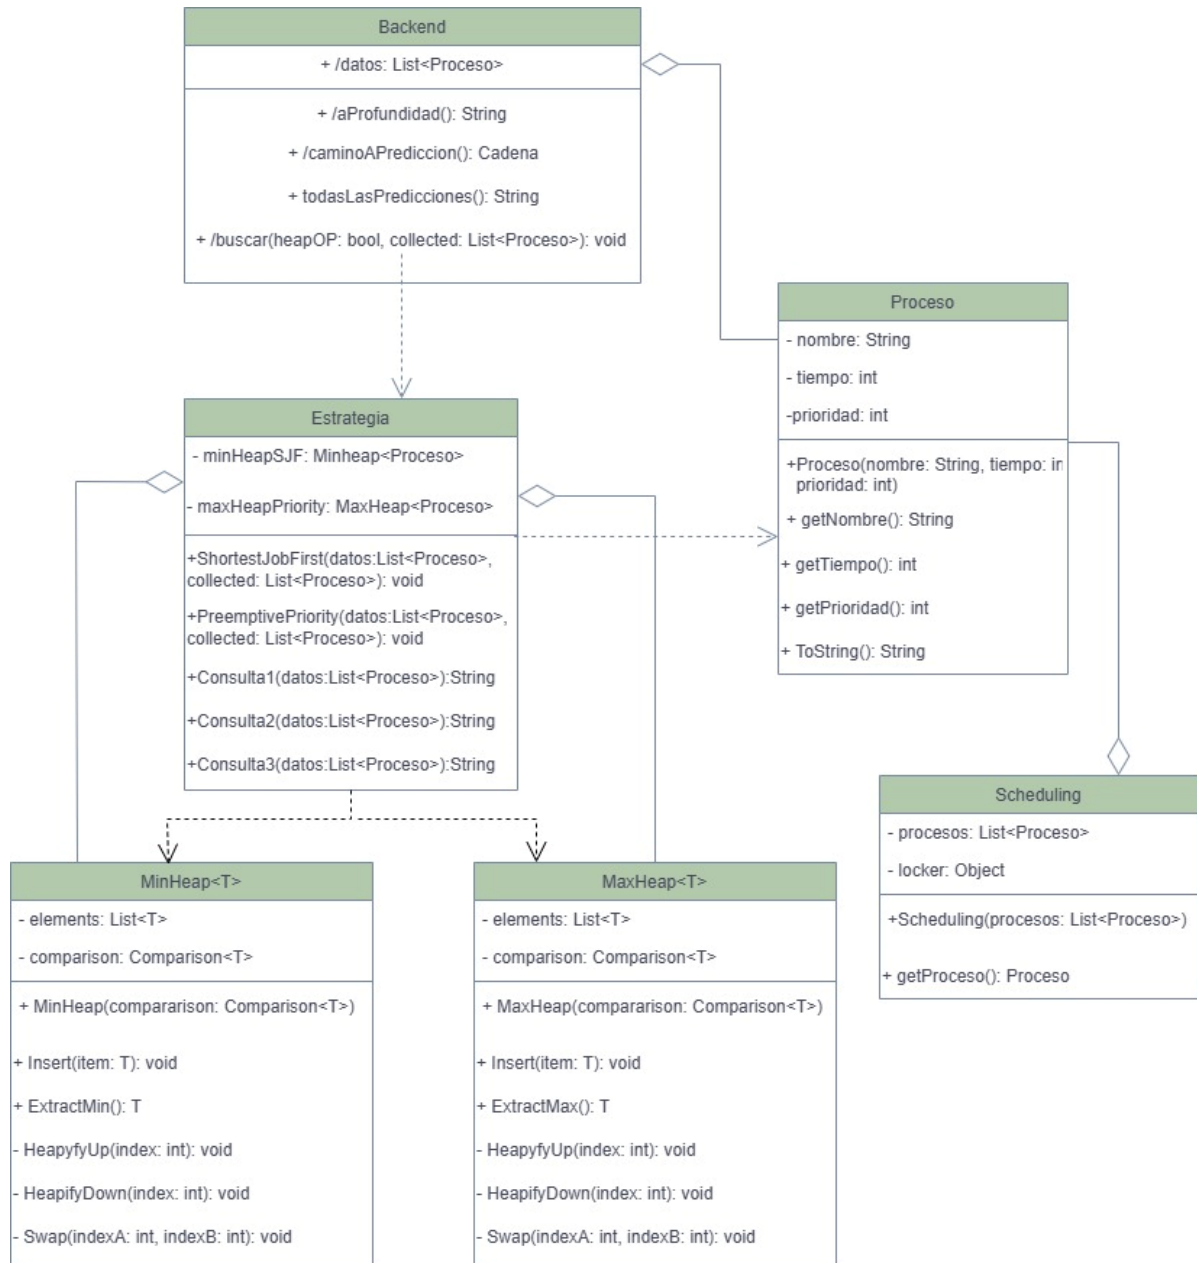 Backend
+ /datos: List<Proceso>
+ /aProfundidad(): String
+ /caminoAPrediccion(): Cadena
+ todasLasPredicciones(): String
+ /buscar(heapOP: bool, collected: List<Proceso>): void
Proceso
- nombre: String
- tiempo: int
-prioridad: int
+Proceso(nombre: String, tiempo: in
prioridad: int)
+ getNombre(): String
+ getTiempo(): int
+ getPrioridad(): int
+ ToString(): String
Estrategia
- minHeapSJF: Minheap<Proceso>
- maxHeapPriority: MaxHeap<Proceso>
+ShortestJobFirst(datos:List<Proceso>,
collected: List<Proceso>): void
+PreemptivePriority(datos:List<Proceso>,
collected: List<Proceso>): void
+Consulta1(datos:List<Proceso>):String
+Consulta2(datos:List<Proceso>):String
+Consulta3(datos:List<Proceso>):String
Scheduling
- procesos: List<Proceso>
- locker: Object
+Scheduling(procesos: List<Proceso>)
+ getProceso(): Proceso
MinHeap<T>
- elements: List<T>
- comparison: Comparison<T>
+ MinHeap(compararison: Comparison<T>)
+ Insert(item: T): void
+ ExtractMin(): T
- HeapyfyUp(index: int): void
- HeapifyDown(index: int): void
- Swap(indexA: int, indexB: int): void
MaxHeap<T>
- elements: List<T>
- comparison: Comparison<T>
+ MaxHeap(compararison: Comparison<T>)
+ Insert(item: T): void
+ ExtractMax(): T
- HeapyfyUp(index: int): void
- HeapifyDown(index: int): void
- Swap(indexA: int, indexB: int): void